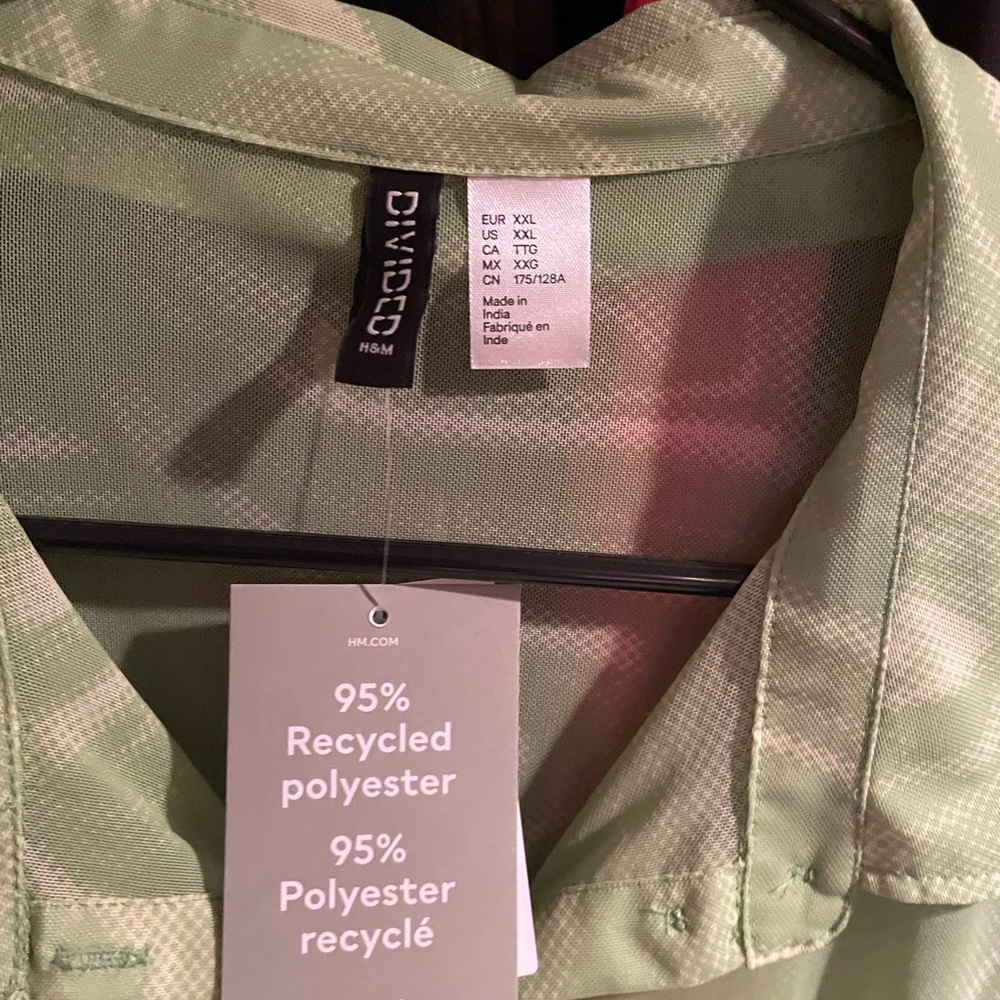 DIVIDED
H&M
EUR XXL
US XXL
CA TTG
MX XXG
CN 175/128A
Made in
India
Fabriqué en
Inde
HM.COM
95%
Recycled
polyester
95%
Polyester
recyclé